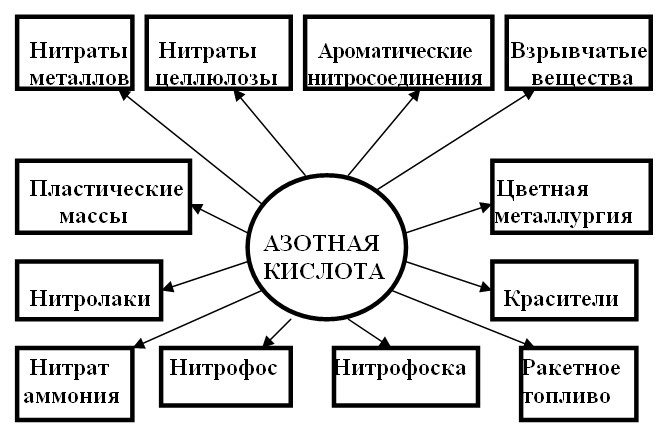 Нитраты
металлов
Нитраты
целлюлозы
Ароматические
нитросоединения
Взрывчатые
вещества
Пластические
массы
АЗОТНАЯ
КИСЛОТА
Цветная
металлургия
Нитролаки
Красители
Нитрат
аммония
Нитрофос
Нитрофоска
Ракетное
топливо